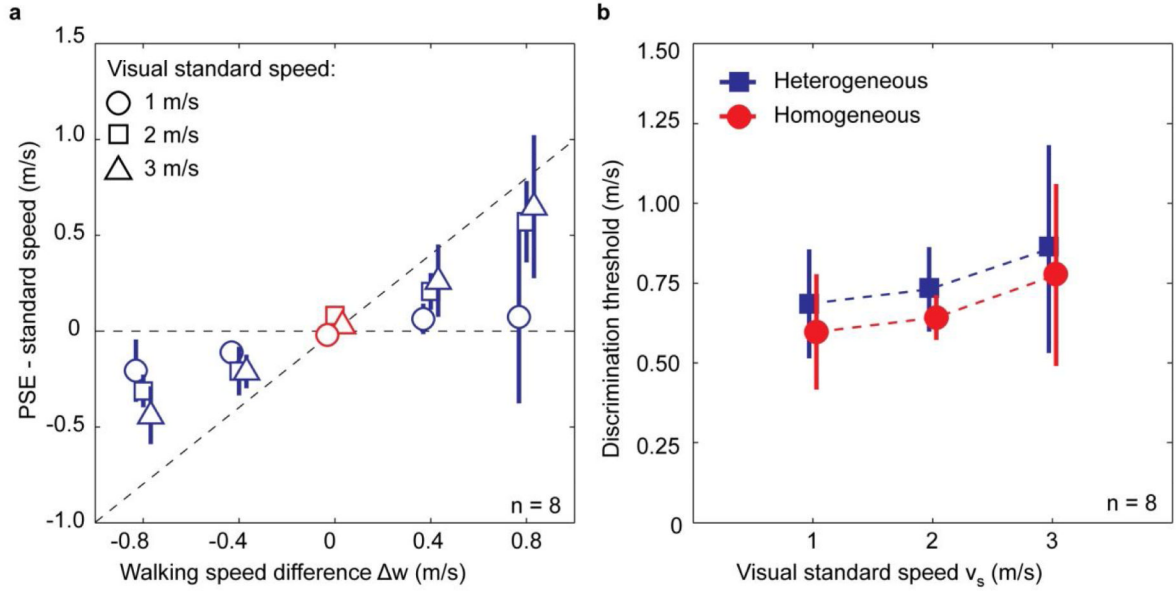 a
1.5
1.0
0.5
0
-0.5
-1.0
PSE - standard speed (m/s)
Visual standard speed:
1 m/s
2 m/s
3 m/s
n = 8
-0.8 -0.4 0 0.4 0.8
Walking speed difference Δw (m/s)
b
1.50
1.25
1.00
0.75
0.50
0.25
0
Discrimination threshold (m/s)
Heterogeneous
Homogeneous
n = 8
1 2 3
Visual standard speed vs (m/s)